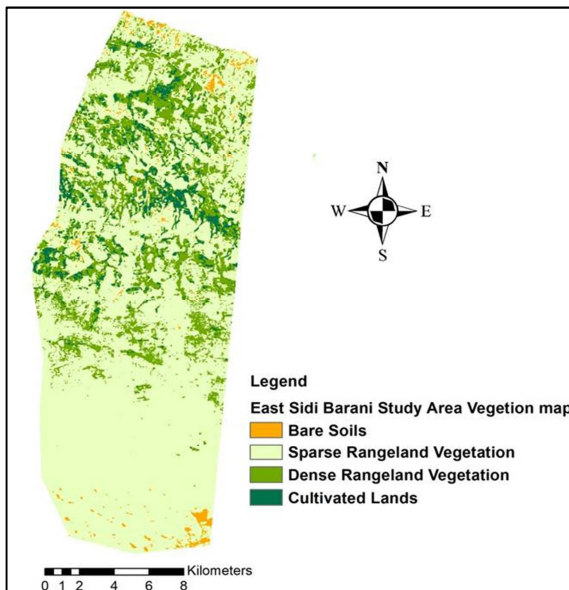 N
W E
S
Legend
East Sidi Barani Study Area Vegetion map
Bare Soils
Sparse Rangeland Vegetation
Dense Rangeland Vegetation
Cultivated Lands
Kilometers
0 1 2 4 6 8